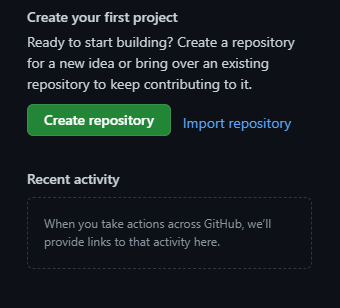 Create your first project
Ready to start building? Create a repository
for a new idea or bring over an existing
repository to keep contributing to it.
Create repository
Import repository
Recent activity
When you take actions across GitHub, we'll
provide links to that activity here.